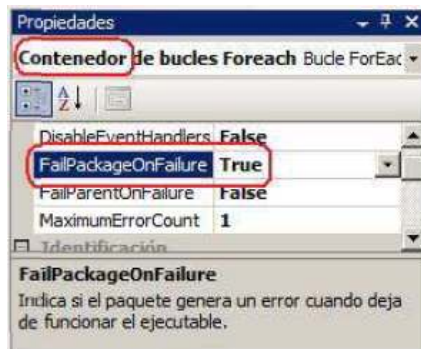 Propiedades
Contenedor de bucles Foreach Bucle ForEac
DisableEventHandlers False
FailPackageOnFailure True
FailParentOnFailure False
MaximumErrorCount 1
Identificación
FailPackageOnFailure
Indica si el paquete genera un error cuando deja
de funcionar el ejecutable.